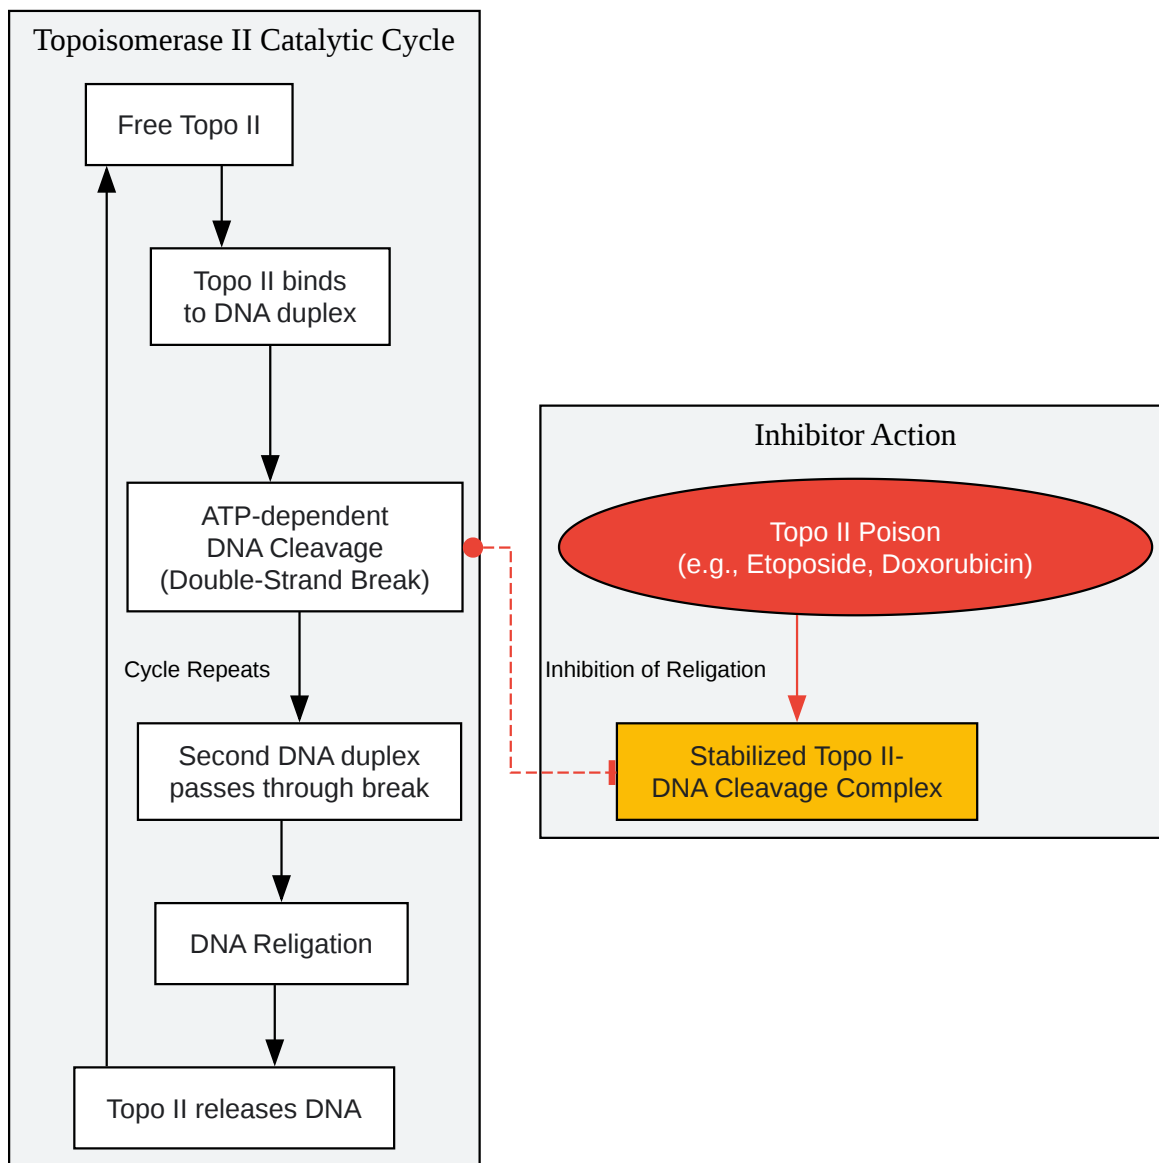 Topoisomerase II Catalytic Cycle
Free Topo II
Topo II binds
to DNA duplex
ATP-dependent
DNA Cleavage
(Double-Strand Break)
Cycle Repeats
Second DNA duplex
passes through break
DNA Religation
Topo II releases DNA
Inhibitor Action
Topo II Poison
(e.g., Etoposide, Doxorubicin)
Inhibition of Religation
Stabilized Topo II-
DNA Cleavage Complex